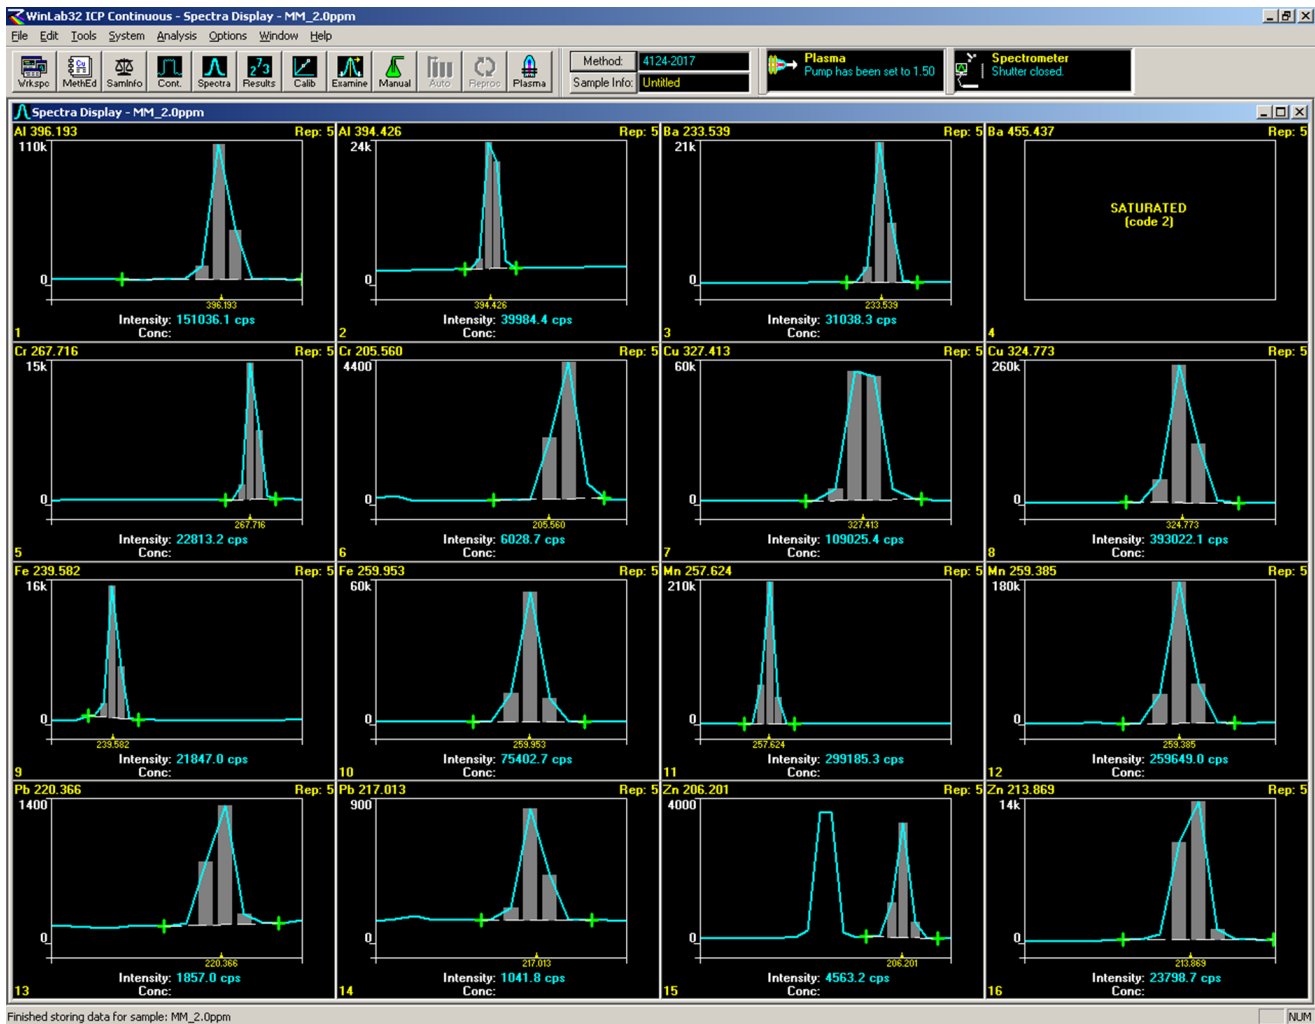 WinLab32 ICP Continuous - Spectra Display - MM_2.0ppm
File Edit Tools System Analysis Options Window Help
Wrkspc MethEd SamInfo Cont. Spectra Results Calib Examine Manual Auto Reproc Plasma
Method: 4124-2017
Sample Info: Untitled
Plasma
Pump has been set to 1.50
Spectrometer
Shutter closed.
Spectra Display - MM_2.0ppm
Al 396.193 Rep: 5
110k
0
396.193
Intensity: 151036.1 cps
Conc:
1
Al 394.426 Rep: 5
24k
0
394.426
Intensity: 39984.4 cps
Conc:
2
Ba 233.539 Rep: 5
21k
0
233.539
Intensity: 31038.3 cps
Conc:
3
Ba 455.437 Rep: 5
SATURATED
(code 2)
4
Cr 267.716 Rep: 5
15k
0
267.716
Intensity: 22813.2 cps
Conc:
5
Cr 205.560 Rep: 5
4400
0
205.560
Intensity: 6028.7 cps
Conc:
6
Cu 327.413 Rep: 5
60k
0
327.413
Intensity: 109025.4 cps
Conc:
7
Cu 324.773 Rep: 5
260k
0
324.773
Intensity: 393022.1 cps
Conc:
8
Fe 239.582 Rep: 5
16k
0
239.582
Intensity: 21847.0 cps
Conc:
9
Fe 259.953 Rep: 5
60k
0
259.953
Intensity: 75402.7 cps
Conc:
10
Mn 257.624 Rep: 5
210k
0
257.624
Intensity: 299185.3 cps
Conc:
11
Mn 259.385 Rep: 5
180k
0
259.385
Intensity: 259649.0 cps
Conc:
12
Pb 220.366 Rep: 5
1400
0
220.366
Intensity: 1857.0 cps
Conc:
13
Pb 217.013 Rep: 5
900
0
217.013
Intensity: 1041.8 cps
Conc:
14
Zn 206.201 Rep: 5
4000
0
206.201
Intensity: 4563.2 cps
Conc:
15
Zn 213.869 Rep: 5
14k
0
213.869
Intensity: 23798.7 cps
Conc:
16
Finished storing data for sample: MM_2.0ppm
NUM